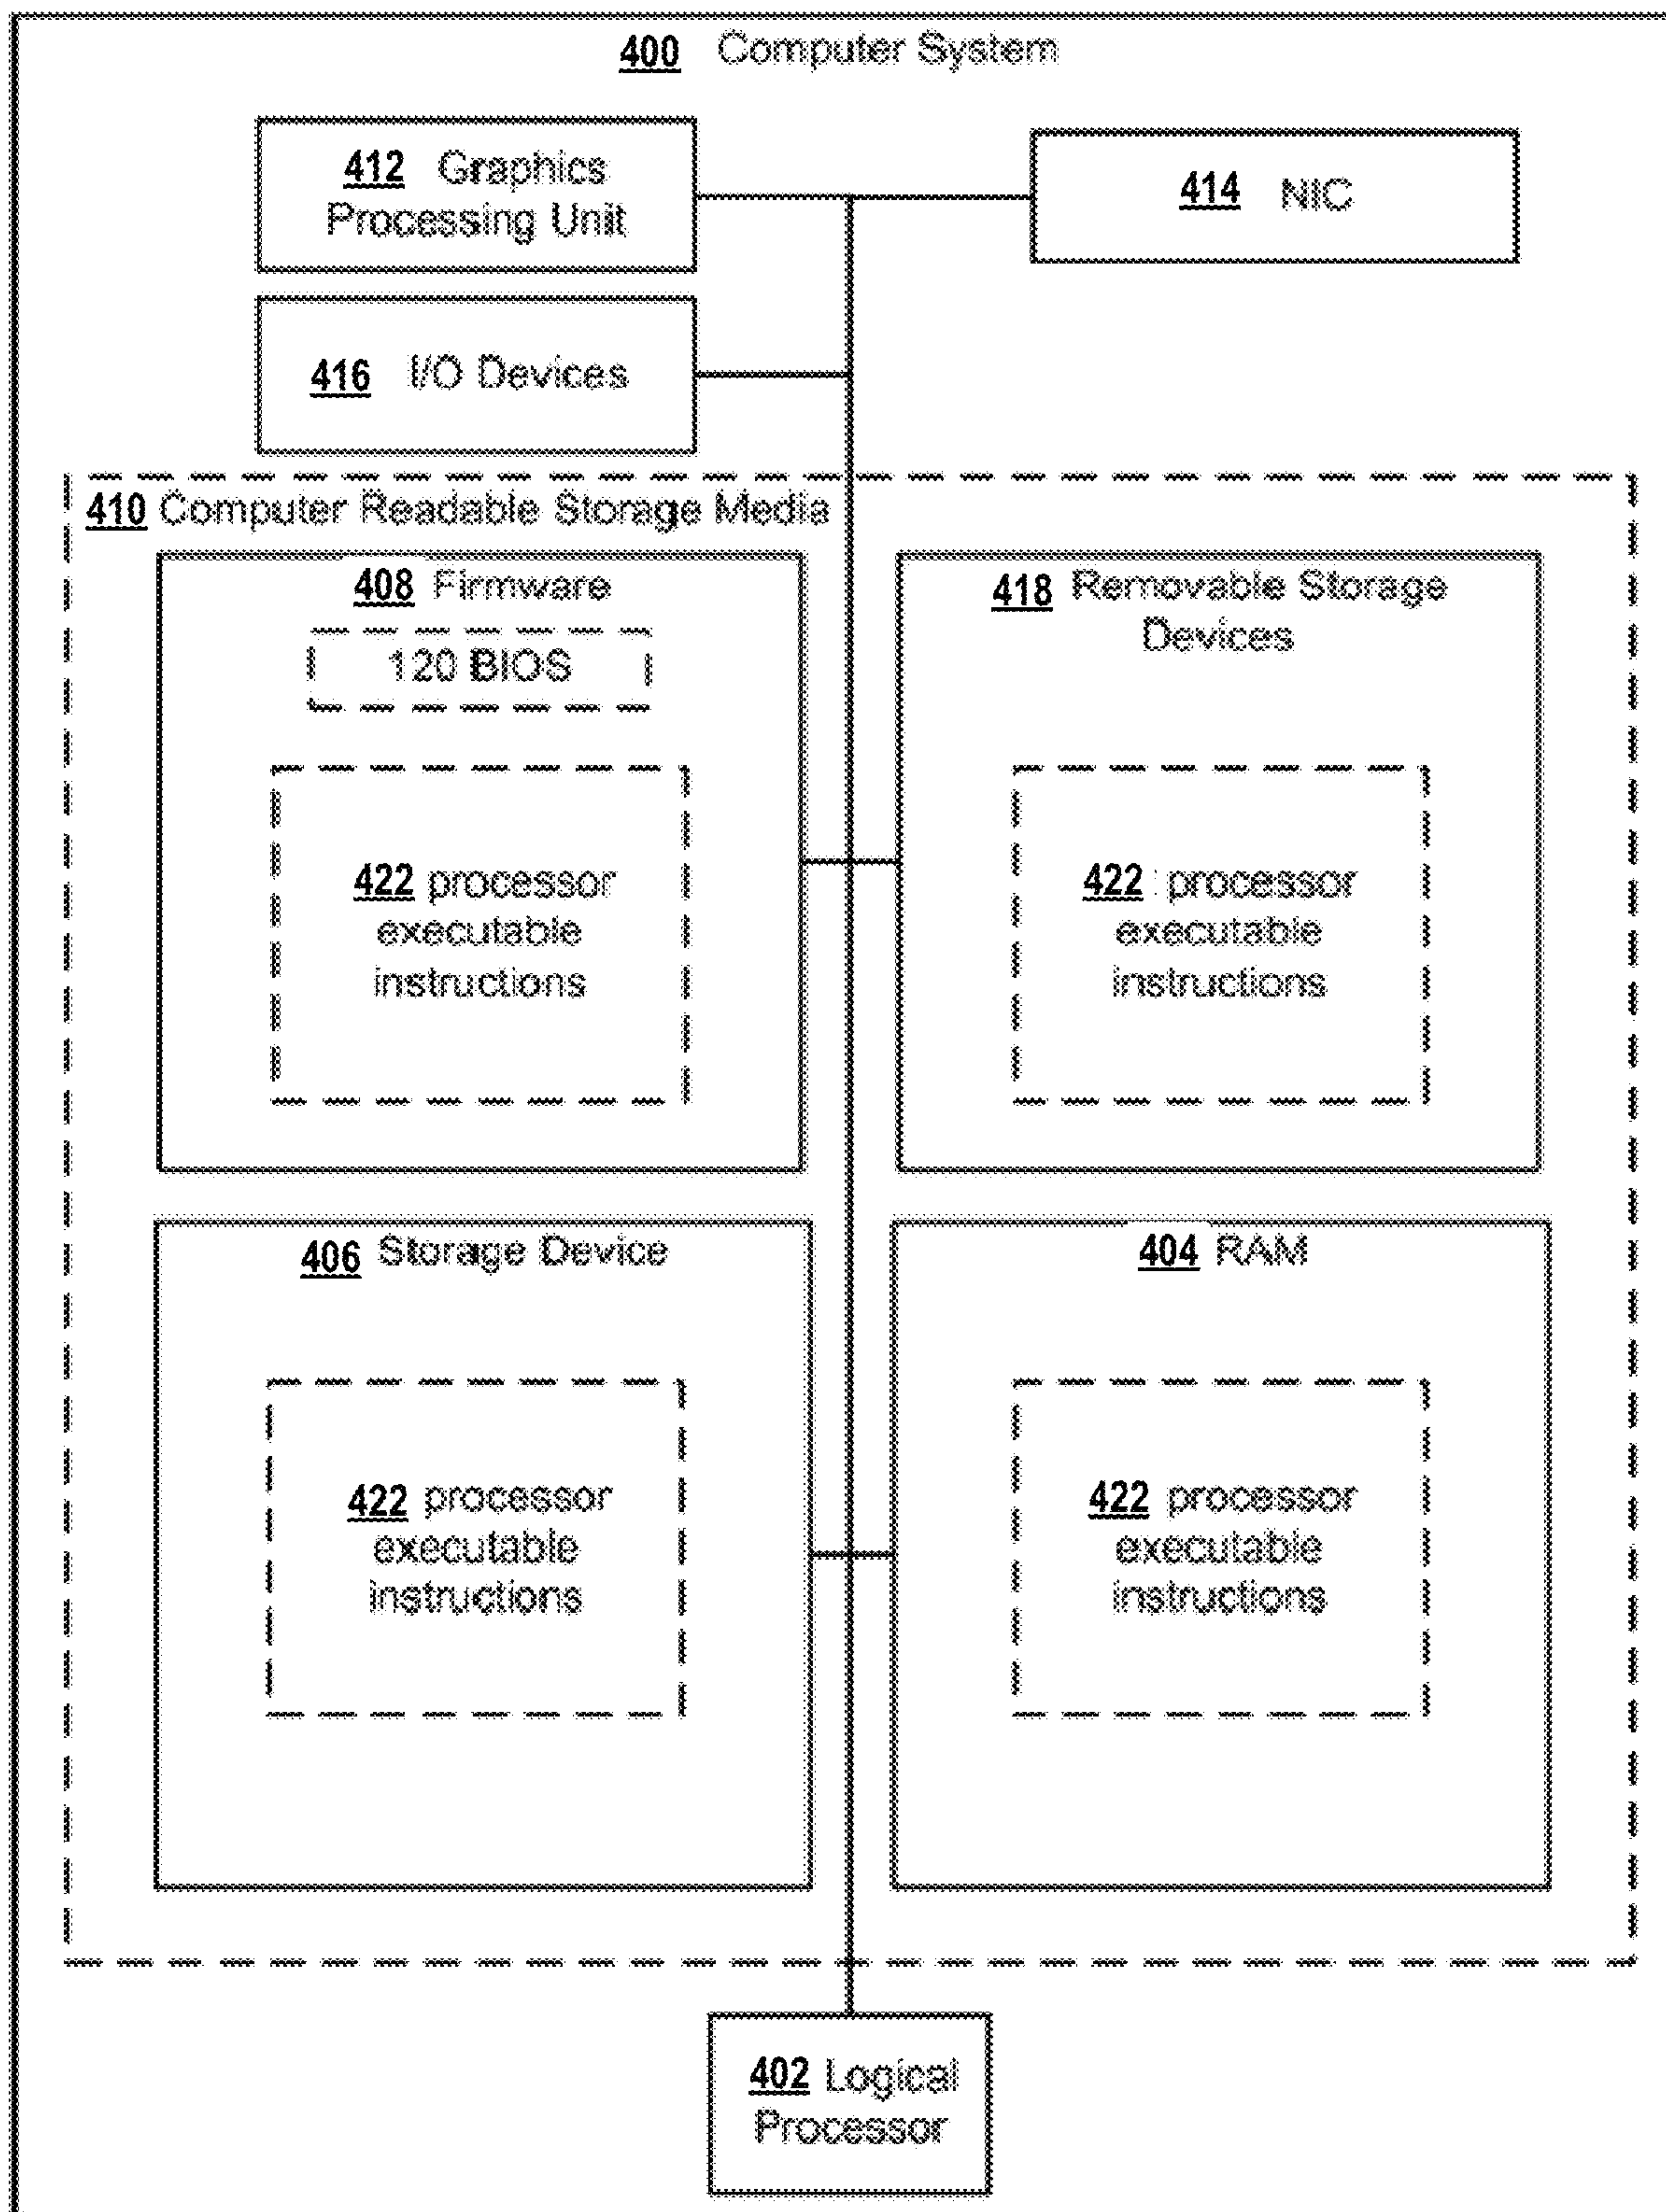 400 Computer System
412 Graphics
Processing Unit
414 NIC
416 I/O Devices
410 Computer Readable Storage Media
408 Firmware
120 BIOS
422 processor
executable
instructions
418 Removable Storage
Devices
422 processor
executable
instructions
406 Storage Device
422 processor
executable
instructions
404 RAM
422 processor
executable
instructions
402 Logical
Processor